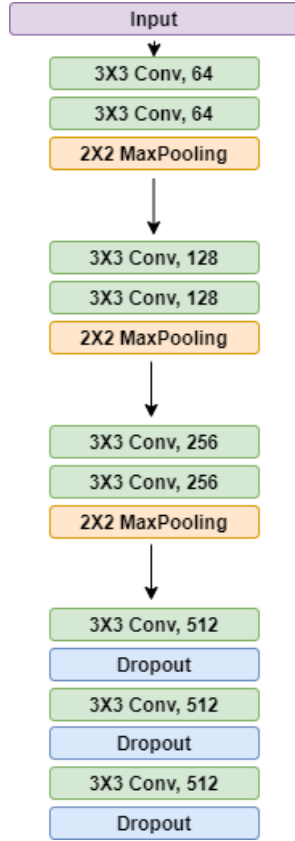 Input
3X3 Conv, 64
3X3 Conv, 64
2X2 MaxPooling
3X3 Conv, 128
3X3 Conv, 128
2X2 MaxPooling
3X3 Conv, 256
3X3 Conv, 256
2X2 MaxPooling
3X3 Conv, 512
Dropout
3X3 Conv, 512
Dropout
3X3 Conv, 512
Dropout